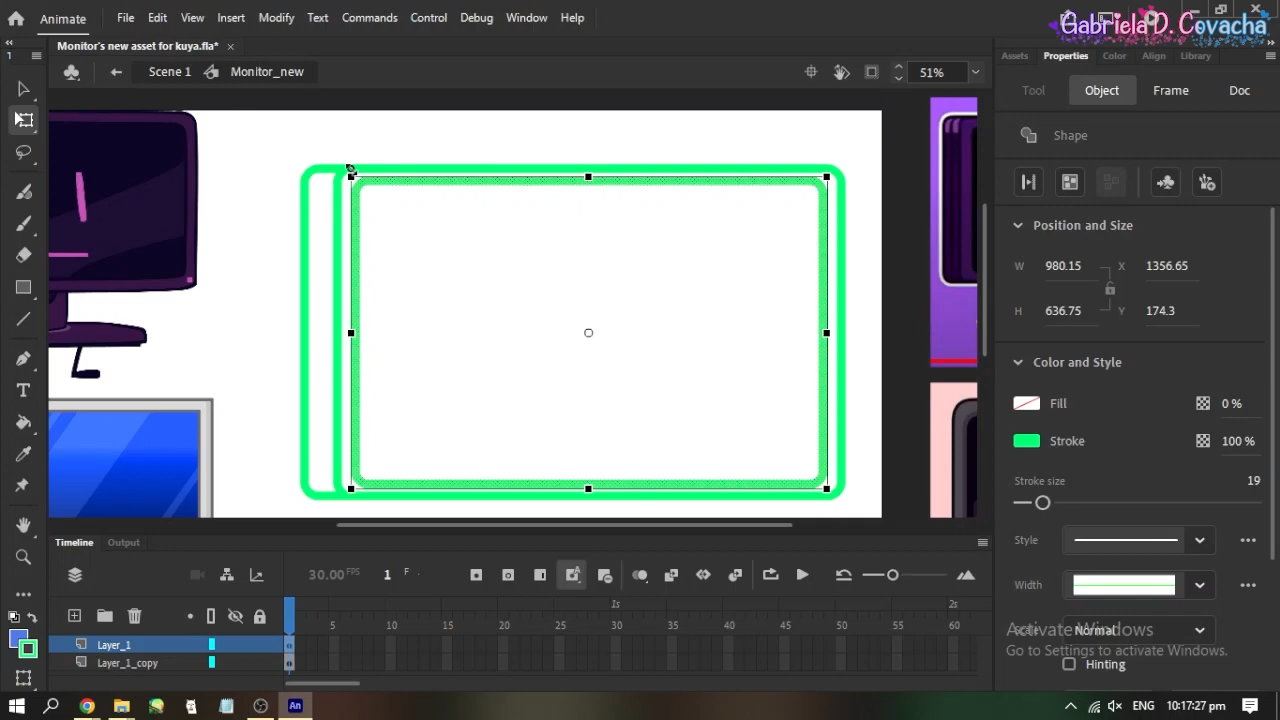 Animate
File Edit View Insert Modify Text Commands Control Debug Window Help
Gabriela D. Covacha
Monitor's new asset for kuya.fla*
Assets Properties Color Align Library
1
Scene 1 Monitor_new 51%
Tool Object Frame Doc
Shape
Position and Size
W 980.15 X 1356.65
H 636.75 Y 174.3
Color and Style
Fill 0 %
Stroke 100 %
Stroke size 19
Style
Width
Scale Normal
Hinting
Activate Windows
Go to Settings to activate Windows.
Timeline Output
30.00 FPS 1 F
1s 2s
5 10 15 20 25 30 35 40 45 50 55 60
Layer_1
Layer_1_copy
An ENG 10:17:27 pm